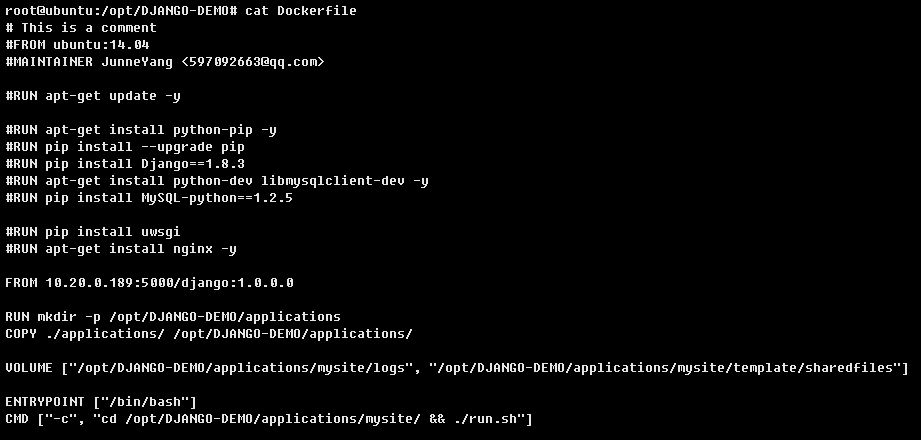 root@ubuntu:/opt/DJANGO-DEMO# cat Dockerfile
# This is a comment
#FROM ubuntu:14.04
#MAINTAINER JunneYang <597092663@qq.com>
#RUN apt-get update -y
#RUN apt-get install python-pip -y
#RUN pip install --upgrade pip
#RUN pip install Django==1.8.3
#RUN apt-get install python-dev libmysqlclient-dev -y
#RUN pip install MySQL-python==1.2.5
#RUN pip install uwsgi
#RUN apt-get install nginx -y
FROM 10.20.0.189:5000/django:1.0.0.0
RUN mkdir -p /opt/DJANGO-DEMO/applications
COPY ./applications/ /opt/DJANGO-DEMO/applications/
VOLUME ["/opt/DJANGO-DEMO/applications/mysite/logs", "/opt/DJANGO-DEMO/applications/mysite/template/sharedfiles"]
ENTRYPOINT ["/bin/bash"]
CMD ["-c", "cd /opt/DJANGO-DEMO/applications/mysite/ && ./run.sh"]